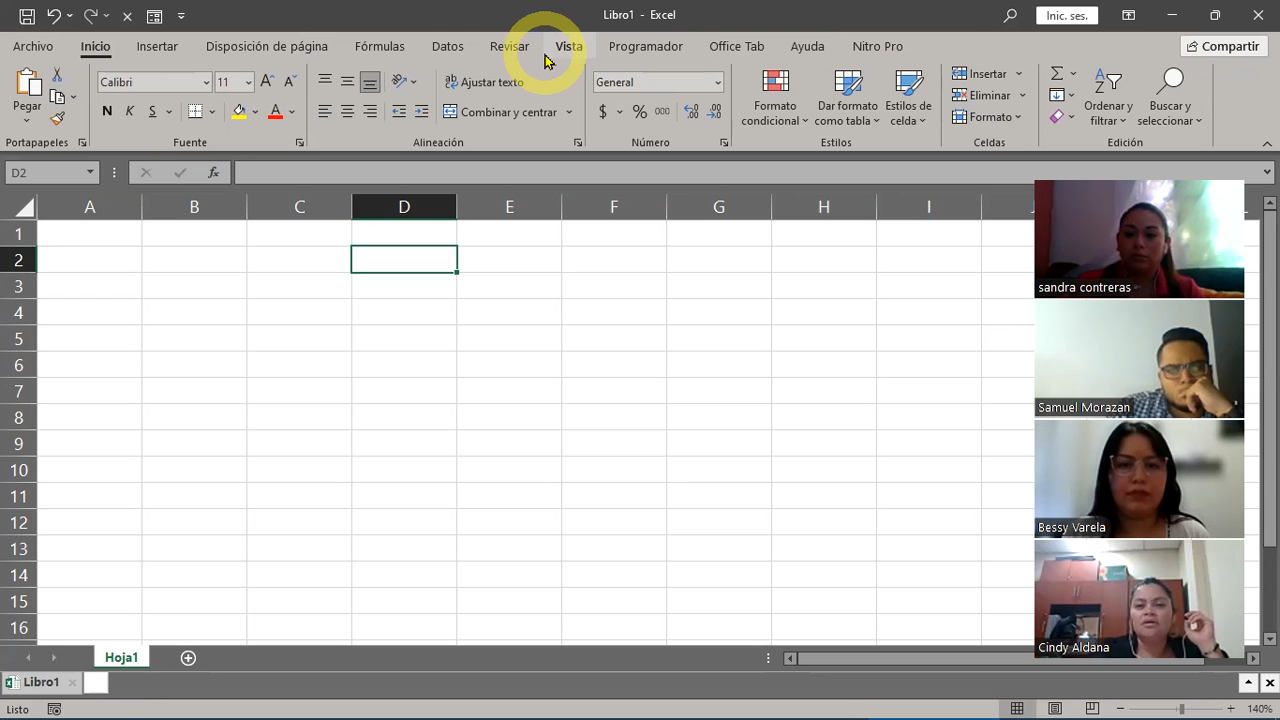 Libro1 - Excel
Inic. ses.
Archivo
Inicio
Insertar
Disposición de página
Fórmulas
Datos
Revisar
Vista
Programador
Office Tab
Ayuda
Nitro Pro
Compartir
Pegar
Portapapeles
Calibri
11
N K S
Fuente
Ajustar texto
Combinar y centrar
Alineación
General
$ % 000
Número
Formato condicional
Dar formato como tabla
Estilos de celda
Estilos
Insertar
Eliminar
Formato
Celdas
Ordenar y filtrar
Buscar y seleccionar
Edición
D2
fx
A B C D E F G H I
1
2
3
4
5
6
7
8
9
10
11
12
13
14
15
16
sandra contreras
Samuel Morazan
Bessy Varela
Cindy Aldana
Hoja1
Libro1
Listo
140%